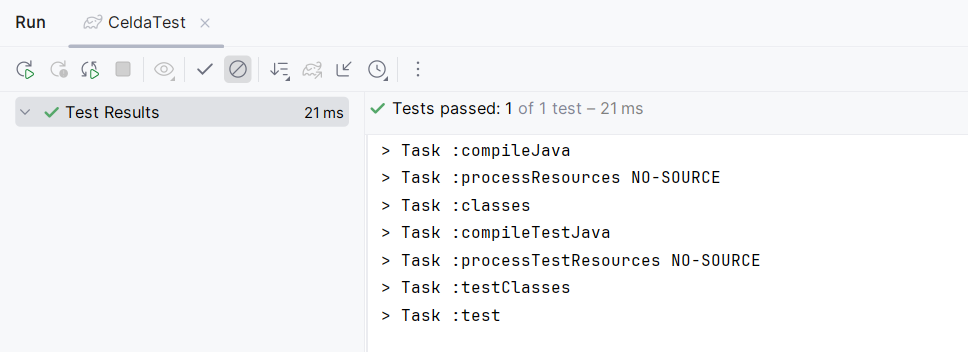 Run CeldaTest
Test Results 21 ms
Tests passed: 1 of 1 test – 21 ms
> Task :compileJava
> Task :processResources NO-SOURCE
> Task :classes
> Task :compileTestJava
> Task :processTestResources NO-SOURCE
> Task :testClasses
> Task :test